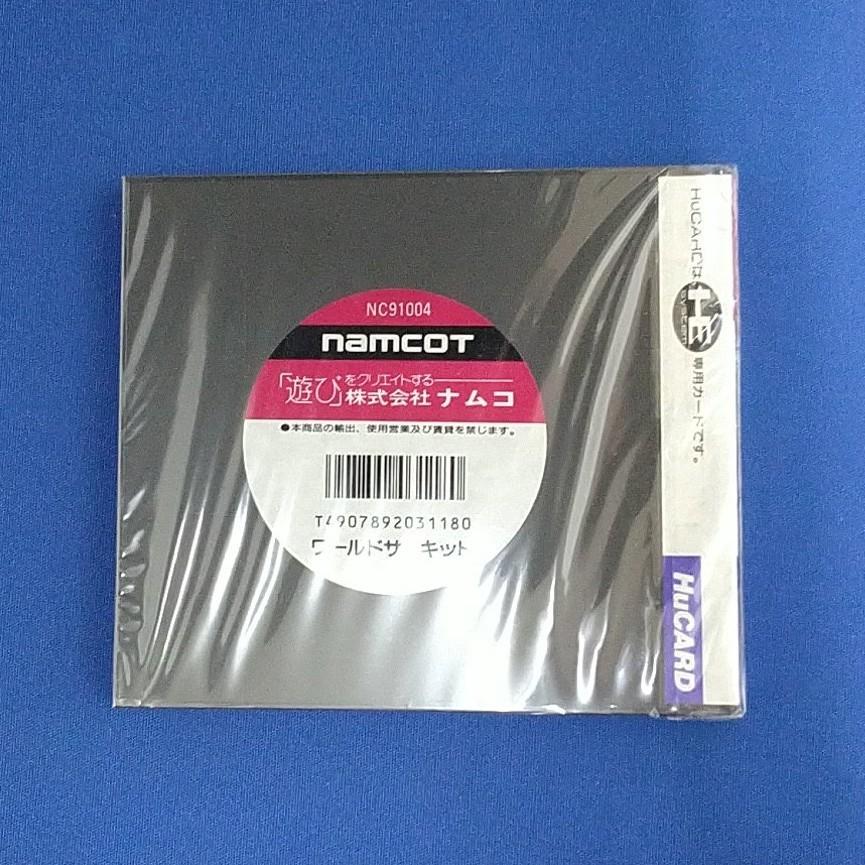 NC91004
namcot
「遊び」をクリエイトする
株式会社ナムコ
●本商品の輸出、使用営業及び賃貸を禁じます。
T4907892031180
ワールドサ キット
HuCARDは、
HE
system
専用カードです。
HuCARD